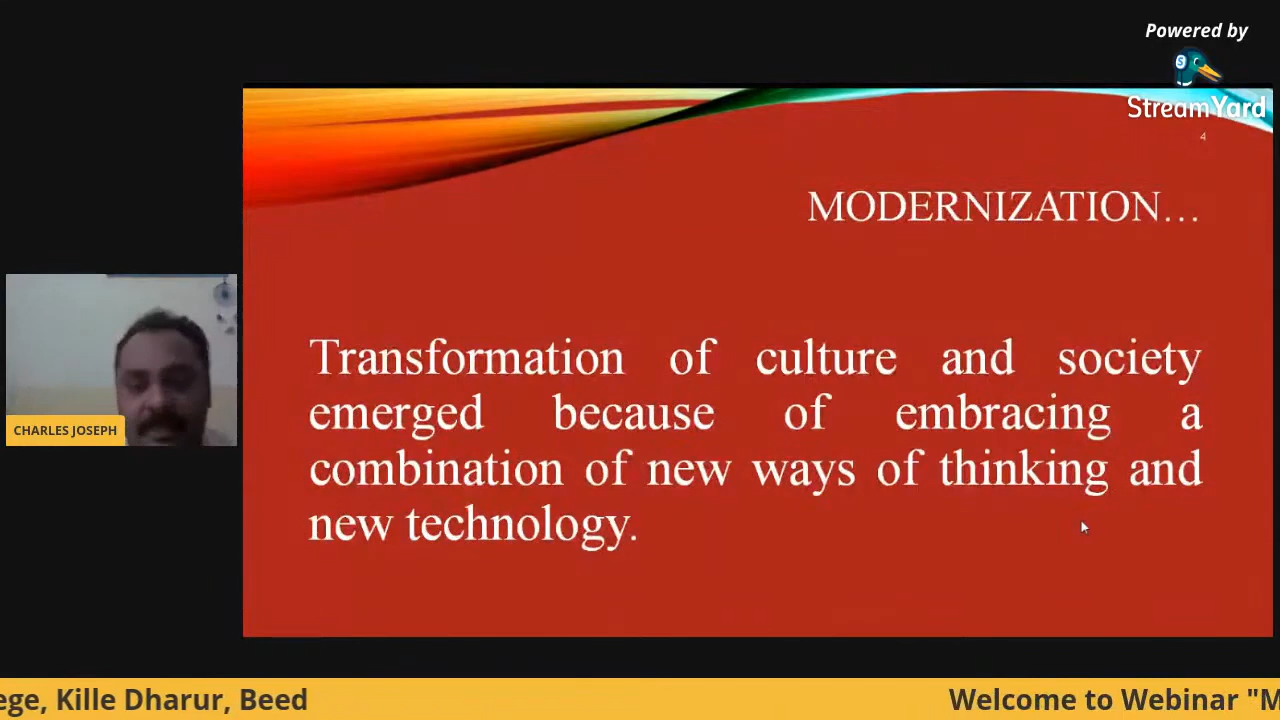 Powered by
StreamYard
4
MODERNIZATION...
Transformation of culture and society
emerged because of embracing a
combination of new ways of thinking and
new technology.
CHARLES JOSEPH
ege, Kille Dharur, Beed
Welcome to Webinar "M